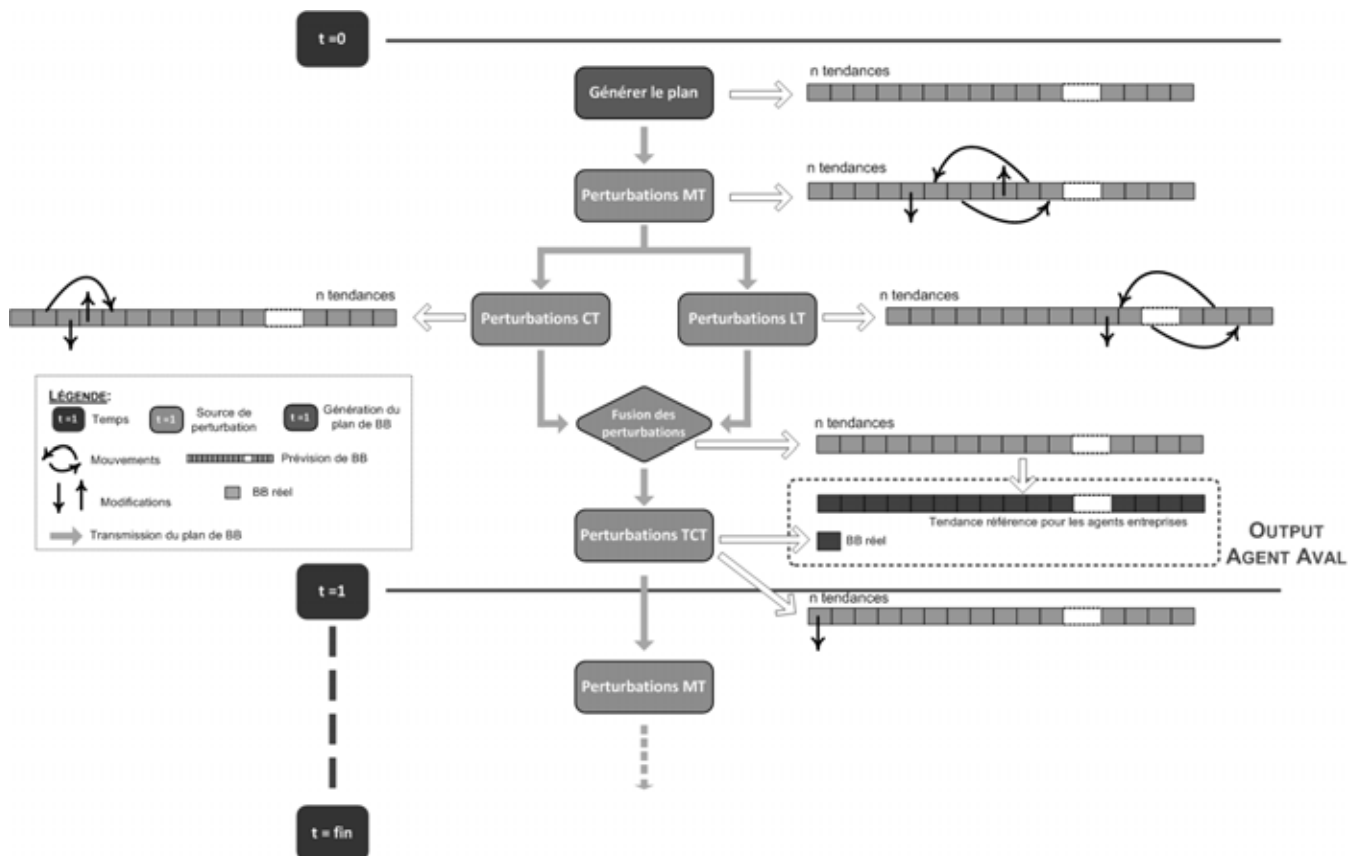 t =0
Générer le plan
n tendances
Perturbations MT
n tendances
n tendances
Perturbations CT
Perturbations LT
n tendances
LÉGENDE:
t =1
Temps
t =1
Source de
perturbation
t =1
Génération du
plan de BB
Mouvements
Prévision de BB
Modifications
BB réel
Transmission du plan de BB
Fusion des
perturbations
n tendances
Perturbations TCT
Tendance référence pour les agents entreprises
BB réel
OUTPUT
AGENT AVAL
t =1
n tendances
Perturbations MT
t = fin